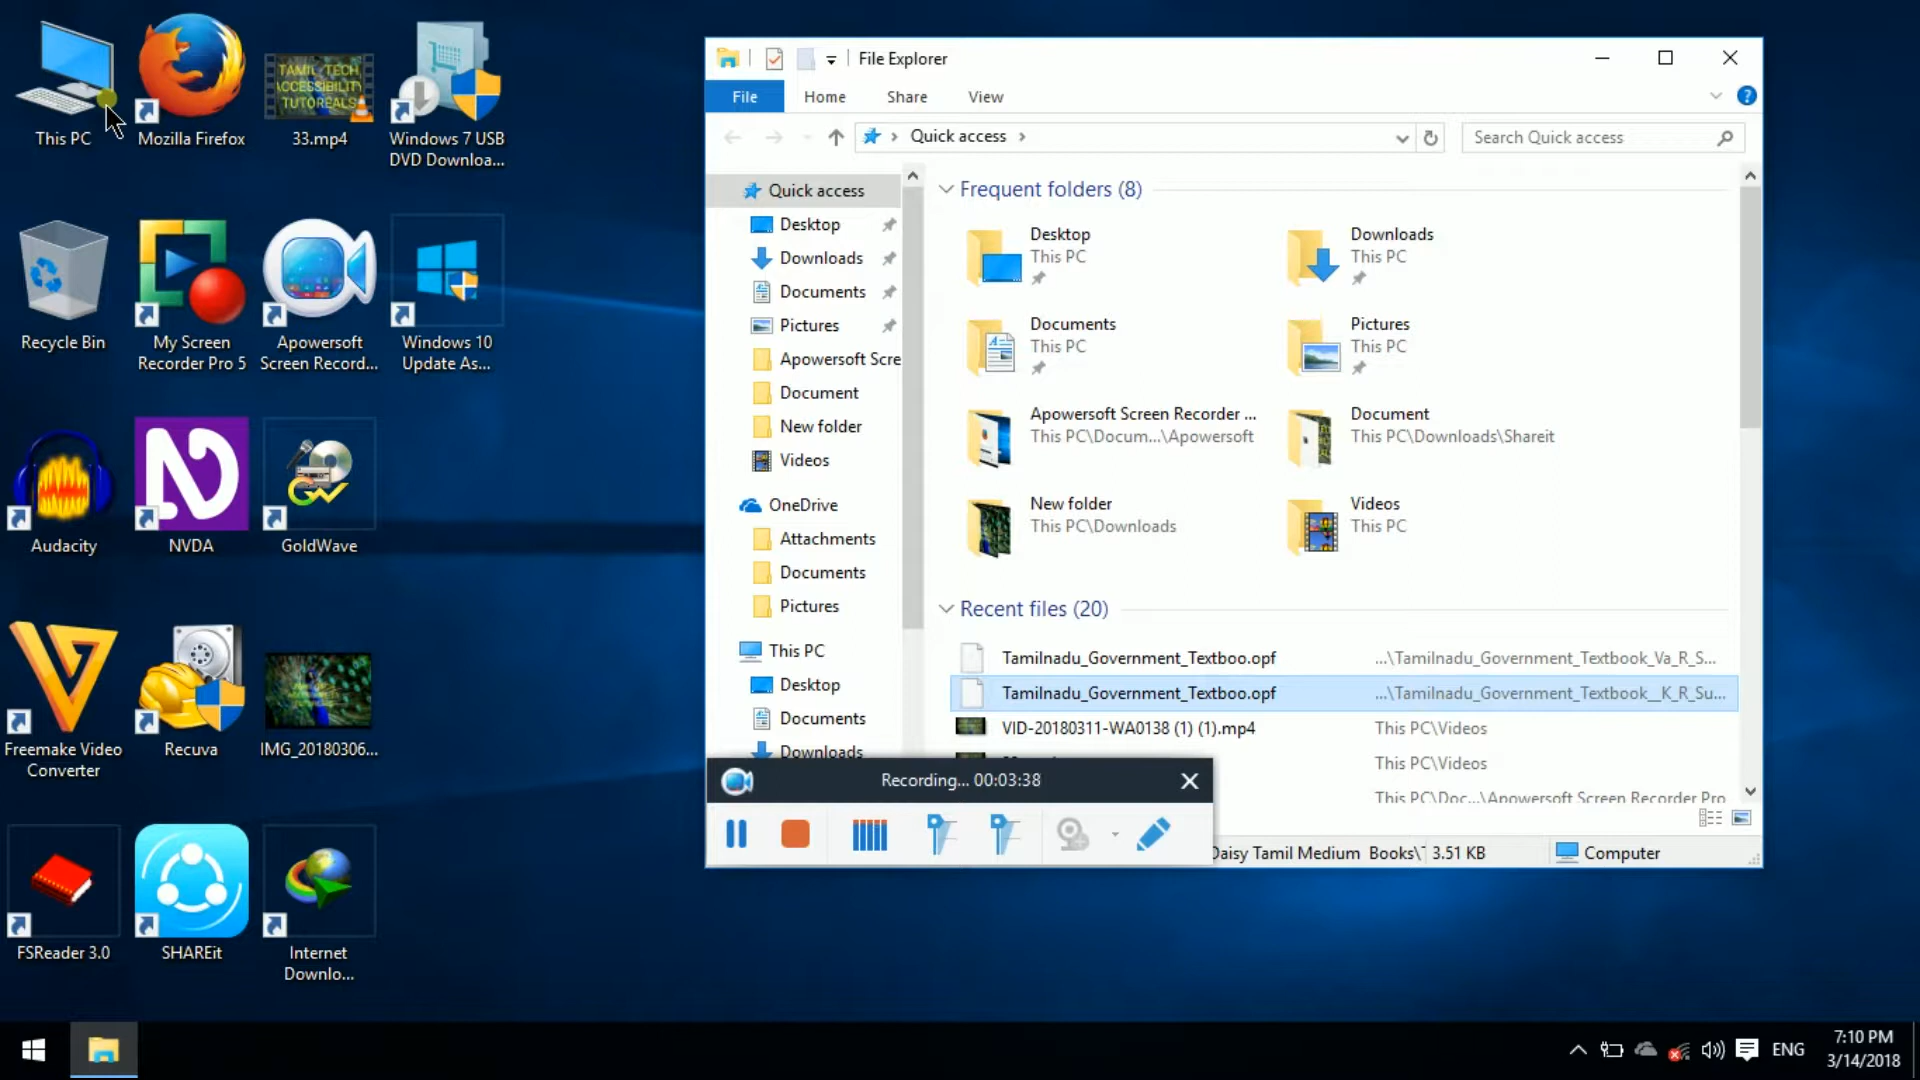 This PC
Mozilla Firefox
TAMIL TECH
ACCESSIBILITY
TUTOREALS
33.mp4
Windows 7 USB
DVD Downloa...
Recycle Bin
My Screen
Recorder Pro 5
Apowersoft
Screen Record...
Windows 10
Update As...
Audacity
NVDA
GoldWave
Freemake Video
Converter
Recuva
IMG_20180306...
FSReader 3.0
SHAREit
Internet
Downlo...
File Explorer
File
Home
Share
View
Quick access
Search Quick access
Quick access
Desktop
Downloads
Documents
Pictures
Apowersoft Scre
Document
New folder
Videos
OneDrive
Attachments
Documents
Pictures
This PC
Desktop
Documents
Downloads
Frequent folders (8)
Desktop
This PC
Downloads
This PC
Documents
This PC
Pictures
This PC
Apowersoft Screen Recorder ...
This PC\Docum...\Apowersoft
Document
This PC\Downloads\Shareit
New folder
This PC\Downloads
Videos
This PC
Recent files (20)
Tamilnadu_Government_Textboo.opf ...\Tamilnadu_Government_Textbook_Va_R_S...
Tamilnadu_Government_Textboo.opf ...\Tamilnadu_Government_Textbook__K_R_Su...
VID-20180311-WA0138 (1) (1).mp4 This PC\Videos
This PC\Videos
This PC\Doc...\Apowersoft Screen Recorder Pro
Recording... 00:03:38
Daisy Tamil Medium Books\ 3.51 KB
Computer
ENG
7:10 PM
3/14/2018